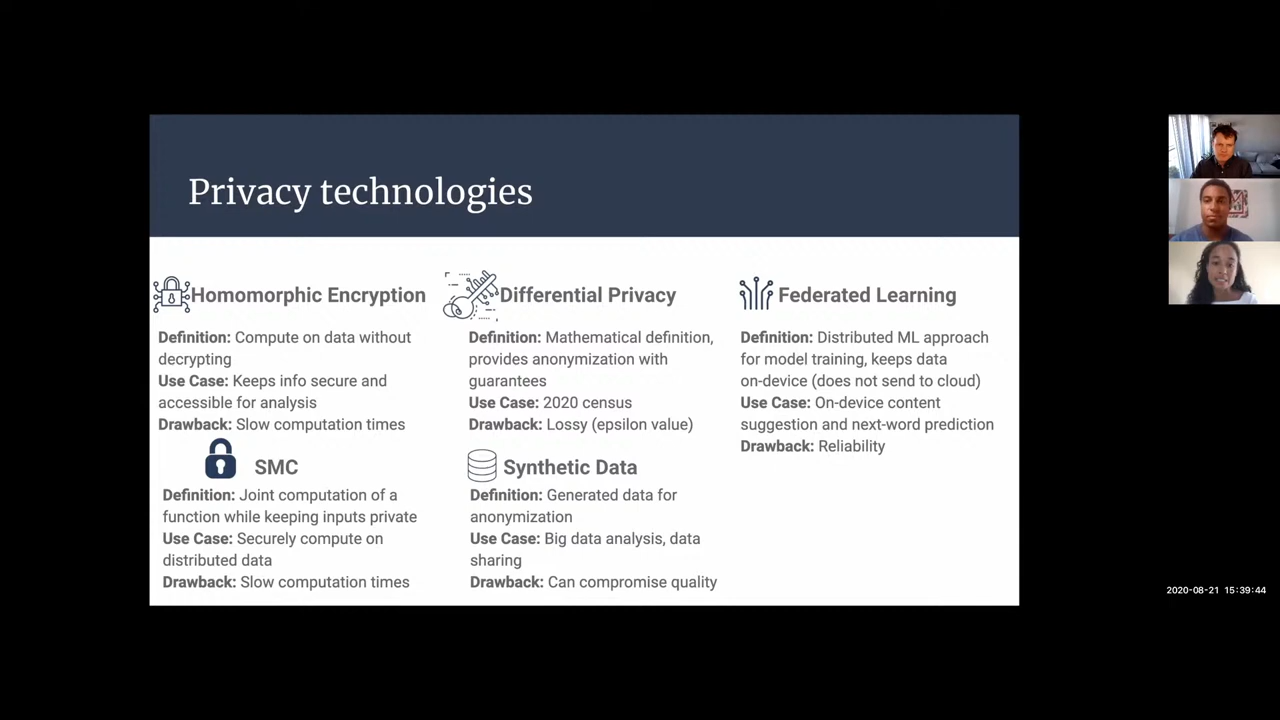 Privacy technologies
Homomorphic Encryption
Definition: Compute on data without
decrypting
Use Case: Keeps info secure and
accessible for analysis
Drawback: Slow computation times
Differential Privacy
Definition: Mathematical definition,
provides anonymization with
guarantees
Use Case: 2020 census
Drawback: Lossy (epsilon value)
Federated Learning
Definition: Distributed ML approach
for model training, keeps data
on-device (does not send to cloud)
Use Case: On-device content
suggestion and next-word prediction
Drawback: Reliability
SMC
Definition: Joint computation of a
function while keeping inputs private
Use Case: Securely compute on
distributed data
Drawback: Slow computation times
Synthetic Data
Definition: Generated data for
anonymization
Use Case: Big data analysis, data
sharing
Drawback: Can compromise quality
2020-08-21 15:39:44